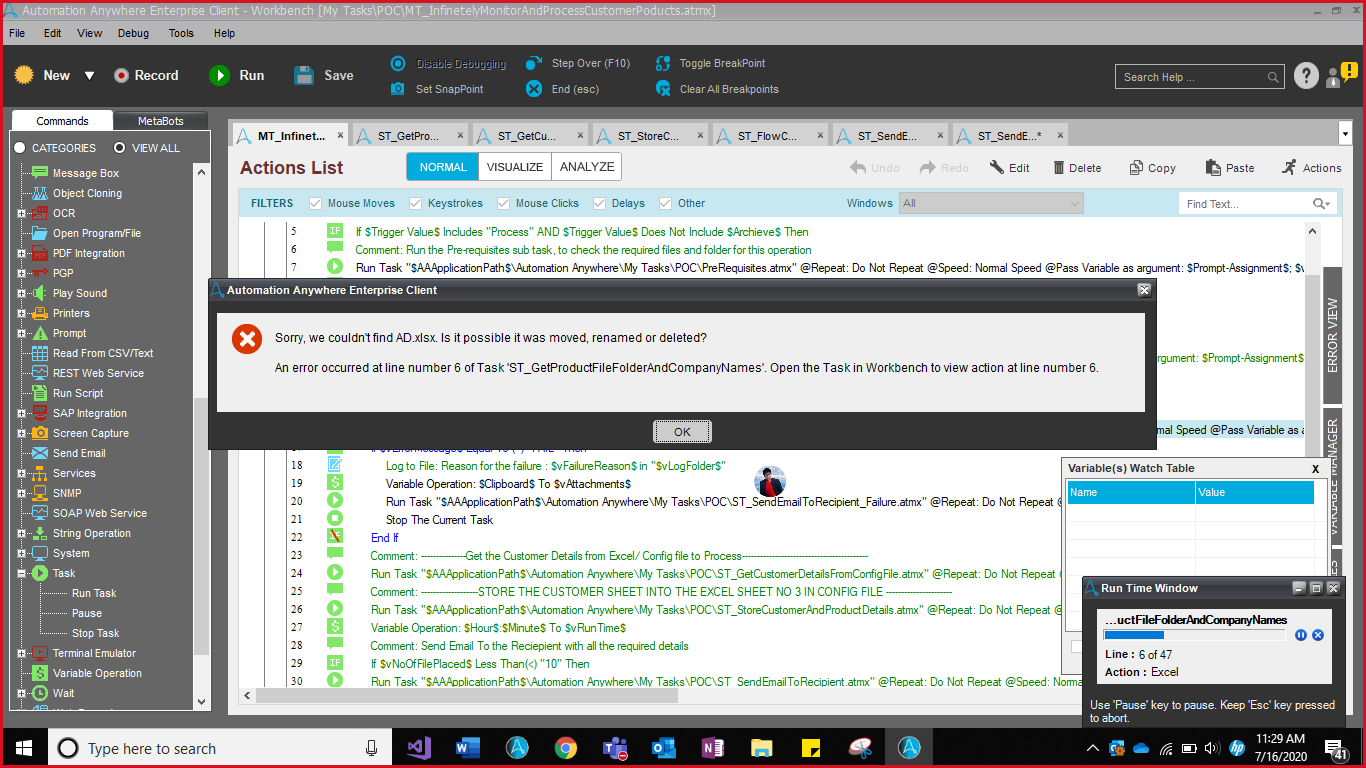 Automation Anywhere Enterprise Client - Workbench [My Tasks\POC\MT_InfinetelyMonitorAndProcessCustomerPoducts.atmx]
File Edit View Debug Tools Help
New Record Run Save
Disable Debugging Step Over (F10) Toggle BreakPoint
Set SnapPoint End (esc) Clear All Breakpoints
Search Help ...
Commands MetaBots
CATEGORIES VIEW ALL
Message Box
Object Cloning
OCR
Open Program/File
PDF Integration
PGP
Play Sound
Printers
Prompt
Read From CSV/Text
REST Web Service
Run Script
SAP Integration
Screen Capture
Send Email
Services
SNMP
SOAP Web Service
String Operation
System
Task
Run Task
Pause
Stop Task
Terminal Emulator
Variable Operation
Wait
MT_Infinet... ST_GetPro... ST_GetCu... ST_StoreC... ST_FlowC... ST_SendE... ST_SendE...*
Actions List NORMAL VISUALIZE ANALYZE Undo Redo Edit Delete Copy Paste Actions
FILTERS Mouse Moves Keystrokes Mouse Clicks Delays Other Windows All Find Text...
5 IF If $Trigger Value$ Includes "Process" AND $Trigger Value$ Does Not Include $Archieve$ Then
6 Comment: Run the Pre-requisites sub task, to check the required files and folder for this operation
7 Run Task "$AAApplicationPath$\Automation Anywhere\My Tasks\POC\PreRequisites.atmx" @Repeat: Do Not Repeat @Speed: Normal Speed @Pass Variable as argument: $Prompt-Assignment$; $v
Automation Anywhere Enterprise Client
Sorry, we couldn't find AD.xlsx. Is it possible it was moved, renamed or deleted?
An error occurred at line number 6 of Task 'ST_GetProductFileFolderAndCompanyNames'. Open the Task in Workbench to view action at line number 6.
OK
rgument: $Prompt-Assignment$
mal Speed @Pass Variable as a
18 Log to File: Reason for the failure : $vFailureReason$ in "$vLogFolder$"
19 Variable Operation: $Clipboard$ To $vAttachments$
20 Run Task "$AAApplicationPath$\Automation Anywhere\My Tasks\POC\ST_SendEmailToRecipient_Failure.atmx" @Repeat: Do Not Repeat @
21 Stop The Current Task
22 End If
23 Comment: ---------------Get the Customer Details from Excel/ Config file to Process------------------------------------------
24 Run Task "$AAApplicationPath$\Automation Anywhere\My Tasks\POC\ST_GetCustomerDetailsFromConfigFile.atmx" @Repeat: Do Not Repeat @
25 Comment: -------------------STORE THE CUSTOMER SHEET INTO THE EXCEL SHEET NO 3 IN CONFIG FILE ----------------------
26 Run Task "$AAApplicationPath$\Automation Anywhere\My Tasks\POC\ST_StoreCustomerAndProductDetails.atmx" @Repeat: Do Not Repeat @
27 Variable Operation: $Hour$:$Minute$ To $vRunTime$
28 Comment: Send Email To the Reciepient with all the required details
29 IF If $vNoOfFilePlaced$ Less Than(<) "10" Then
30 Run Task "$AAApplicationPath$\Automation Anywhere\My Tasks\POC\ST_SendEmailToRecipient.atmx" @Repeat: Do Not Repeat @Speed: Norma
ERROR VIEW
VARIABLE MANAGER
Variable(s) Watch Table X
Name Value
Run Time Window
...uctFileFolderAndCompanyNames
Line : 6 of 47
Action : Excel
Use 'Pause' key to pause. Keep 'Esc' key pressed
to abort.
Type here to search
11:29 AM
7/16/2020
41